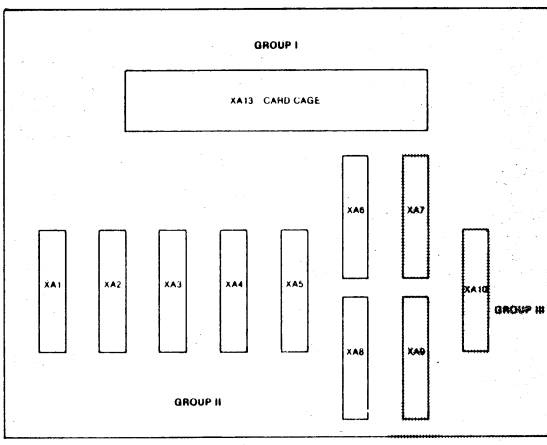 GROUP I
XA13 CARD CAGE
XA6 XA7
XA1 XA2 XA3 XA4 XA5 XA10
GROUP III
XA8 XA9
GROUP II